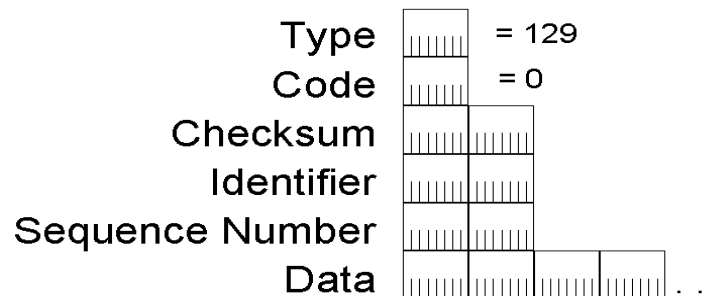 Type = 129
Code = 0
Checksum
Identifier
Sequence Number
Data . .